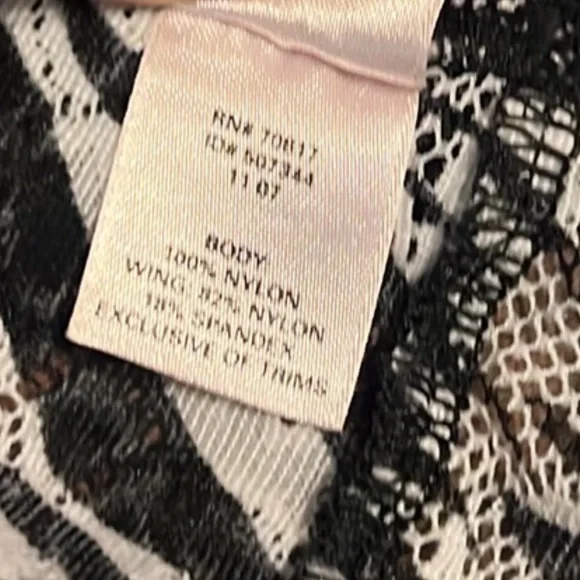 RN# 70817
ID# 507344
11 07
BODY
100% NYLON
WING: 82% NYLON
18% SPANDEX
EXCLUSIVE OF TRIMS